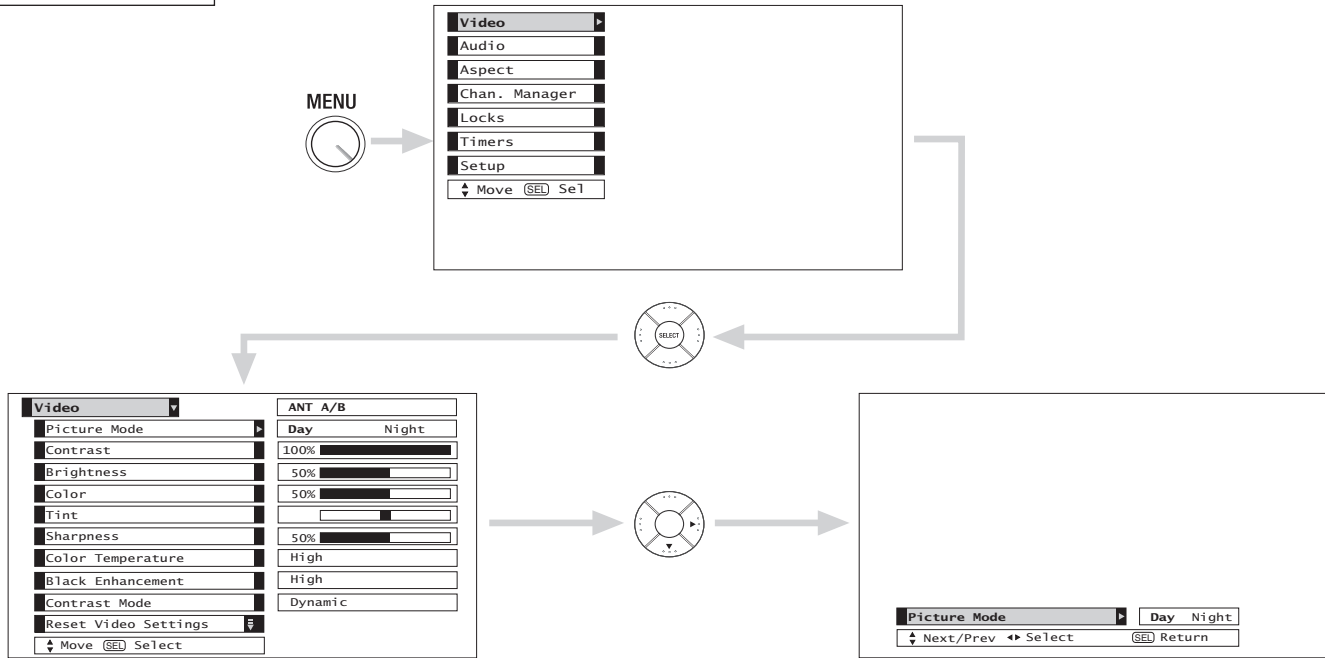 Video
Audio
Aspect
Chan. Manager
Locks
Timers
Setup
Move SEL Sel
MENU
SELECT
Video ANT A/B
Picture Mode Day Night
Contrast 100%
Brightness 50%
Color 50%
Tint
Sharpness 50%
Color Temperature High
Black Enhancement High
Contrast Mode Dynamic
Reset Video Settings
Move SEL Select
Picture Mode Day Night
Next/Prev Select SEL Return